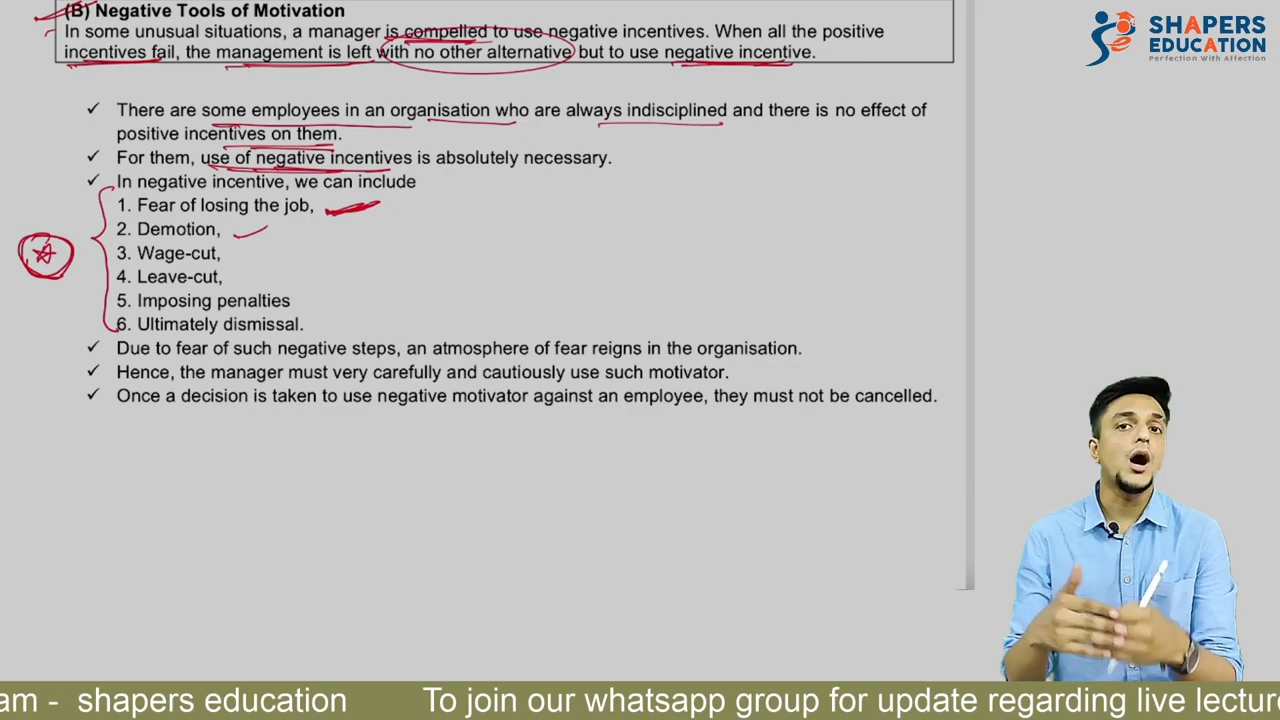 (B) Negative Tools of Motivation
In some unusual situations, a manager is compelled to use negative incentives. When all the positive
incentives fail, the management is left with no other alternative but to use negative incentive.
SHAPERS
EDUCATION
Perfection With Affection
✓ There are some employees in an organisation who are always indisciplined and there is no effect of
positive incentives on them.
✓ For them, use of negative incentives is absolutely necessary.
✓ In negative incentive, we can include
1. Fear of losing the job,
2. Demotion,
3. Wage-cut,
4. Leave-cut,
5. Imposing penalties
6. Ultimately dismissal.
✓ Due to fear of such negative steps, an atmosphere of fear reigns in the organisation.
✓ Hence, the manager must very carefully and cautiously use such motivator.
✓ Once a decision is taken to use negative motivator against an employee, they must not be cancelled.
am - shapers education To join our whatsapp group for update regarding live lecture